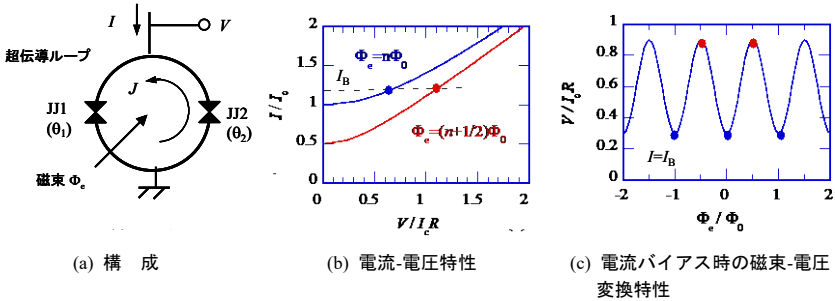 I
V
超伝導ループ
J
JJ1
(θ₁)
JJ2
(θ₂)
磁束 Φe
(a) 構 成
2
1.5
1
0.5
0
I / I₀
Φe=nΦ0
IB
Φe=(n+1/2)Φ0
0
0.5
1
1.5
2
V/IcR
(b) 電流-電圧特性
1
0.8
0.6
0.4
0.2
0
V/I₀R
I=IB
-2
-1
0
1
2
Φe / Φ0
(c) 電流バイアス時の磁束-電圧
変換特性